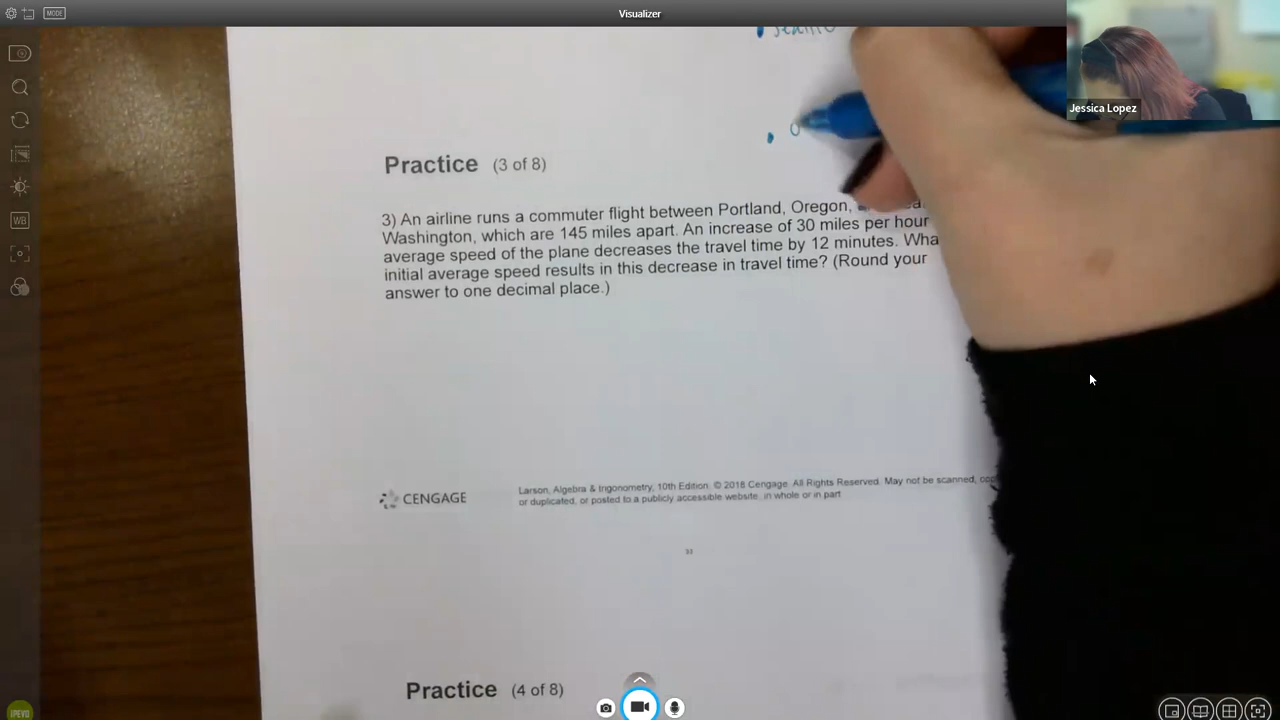 MODE
Visualizer
Jessica Lopez
WB
Practice (3 of 8)
3) An airline runs a commuter flight between Portland, Oregon,
Washington, which are 145 miles apart. An increase of 30 miles per hour
average speed of the plane decreases the travel time by 12 minutes. Wha
initial average speed results in this decrease in travel time? (Round your
answer to one decimal place.)
CENGAGE
Larson, Algebra & trigonometry, 10th Edition. © 2018 Cengage. All Rights Reserved. May not be scanned,
or duplicated, or posted to a publicly accessible website, in whole or in part
33
Practice (4 of 8)
IPEVO